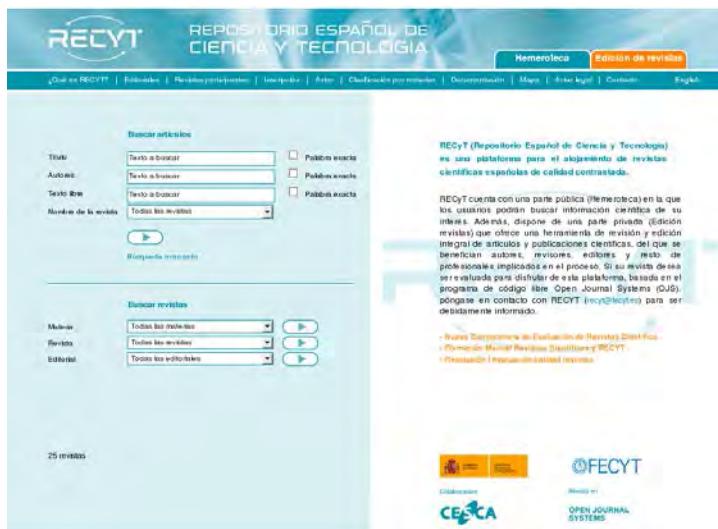 RECYT
REPOSITORIO ESPAÑOL DE
CIENCIA Y TECNOLOGIA
Hemeroteca
Edición de revistas
¿Qué es RECYT? | Editoriales | Revistas participantes | Inscripción | | Clasificación por materias | Documentación | Mapa | Aviso legal | Contacto English
Buscar artículos
Título Texto a buscar Palabra exacta
Autores Texto a buscar Palabra exacta
Texto libre Texto a buscar Palabra exacta
Nombre de la revista Todas las revistas
Búsqueda avanzada
Buscar revistas
Materia Todas las materias
Revista Todas las revistas
Editorial Todas las editoriales
25 revistas
RECyT (Repositorio Español de Ciencia y Tecnología)
es una plataforma para el alojamiento de revistas
científicas españolas de calidad contrastada.
RECyT cuenta con una parte pública (Hemeroteca) en la que
los usuarios podrán buscar información científica de su
interés. Además, dispone de una parte privada (Edición
revistas) que ofrece una herramienta de revisión y edición
integral de artículos y publicaciones científicas, del que se
benefician autores, revisores, editores y resto de
profesionales implicados en el proceso. Si su revista desea
ser evaluada para disfrutar de esta plataforma, basada en el
programa de código libre Open Journal Systems (OJS),
póngase en contacto con RECYT (recyt@fecyt.es) para ser
debidamente informado.
FECYT
Colaboración
CESCA
OPEN JOURNAL
SYSTEMS